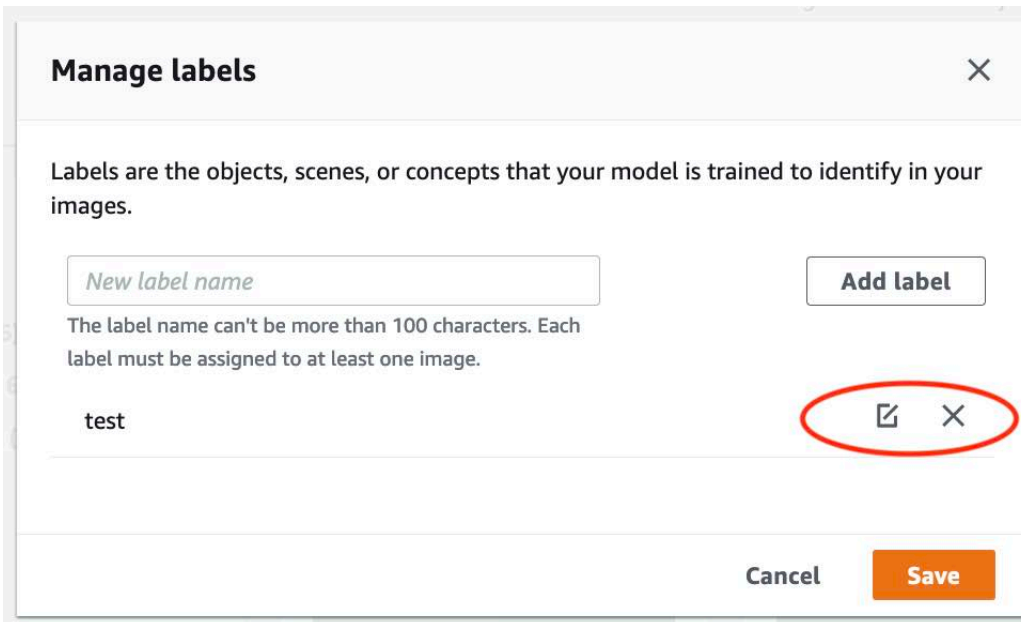 Manage labels
Labels are the objects, scenes, or concepts that your model is trained to identify in your
images.
New label name
Add label
The label name can't be more than 100 characters. Each
label must be assigned to at least one image.
test
Cancel
Save